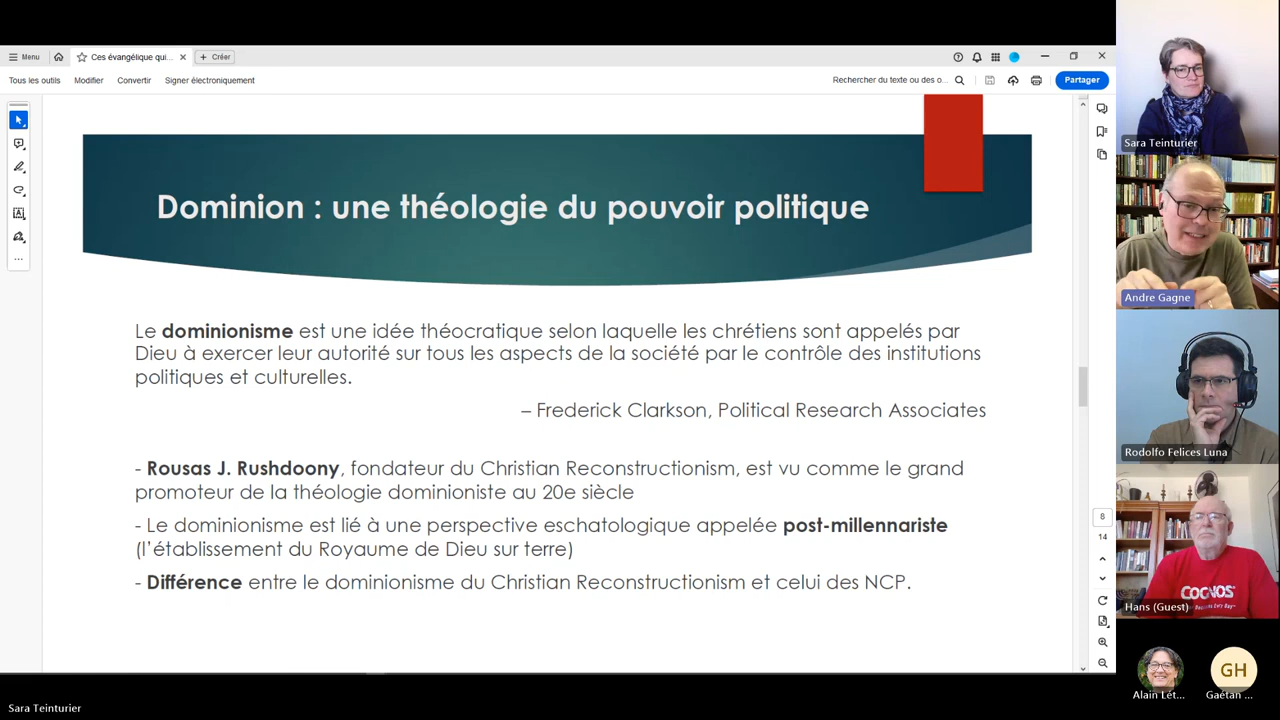 Menu
Ces évangélique qui...
Créer
Tous les outils
Modifier
Convertir
Signer électroniquement
Rechercher du texte ou des o...
Partager
Dominion : une théologie du pouvoir politique
Le dominionisme est une idée théocratique selon laquelle les chrétiens sont appelés par
Dieu à exercer leur autorité sur tous les aspects de la société par le contrôle des institutions
politiques et culturelles.
– Frederick Clarkson, Political Research Associates
- Rousas J. Rushdoony, fondateur du Christian Reconstructionism, est vu comme le grand
promoteur de la théologie dominioniste au 20e siècle
- Le dominionisme est lié à une perspective eschatologique appelée post-millennariste
(l'établissement du Royaume de Dieu sur terre)
- Différence entre le dominionisme du Christian Reconstructionism et celui des NCP.
8
14
Sara Teinturier
Andre Gagne
Rodolfo Felices Luna
COGNOS
Hans (Guest)
GH
Alain Lét...
Gaétan ...
Sara Teinturier